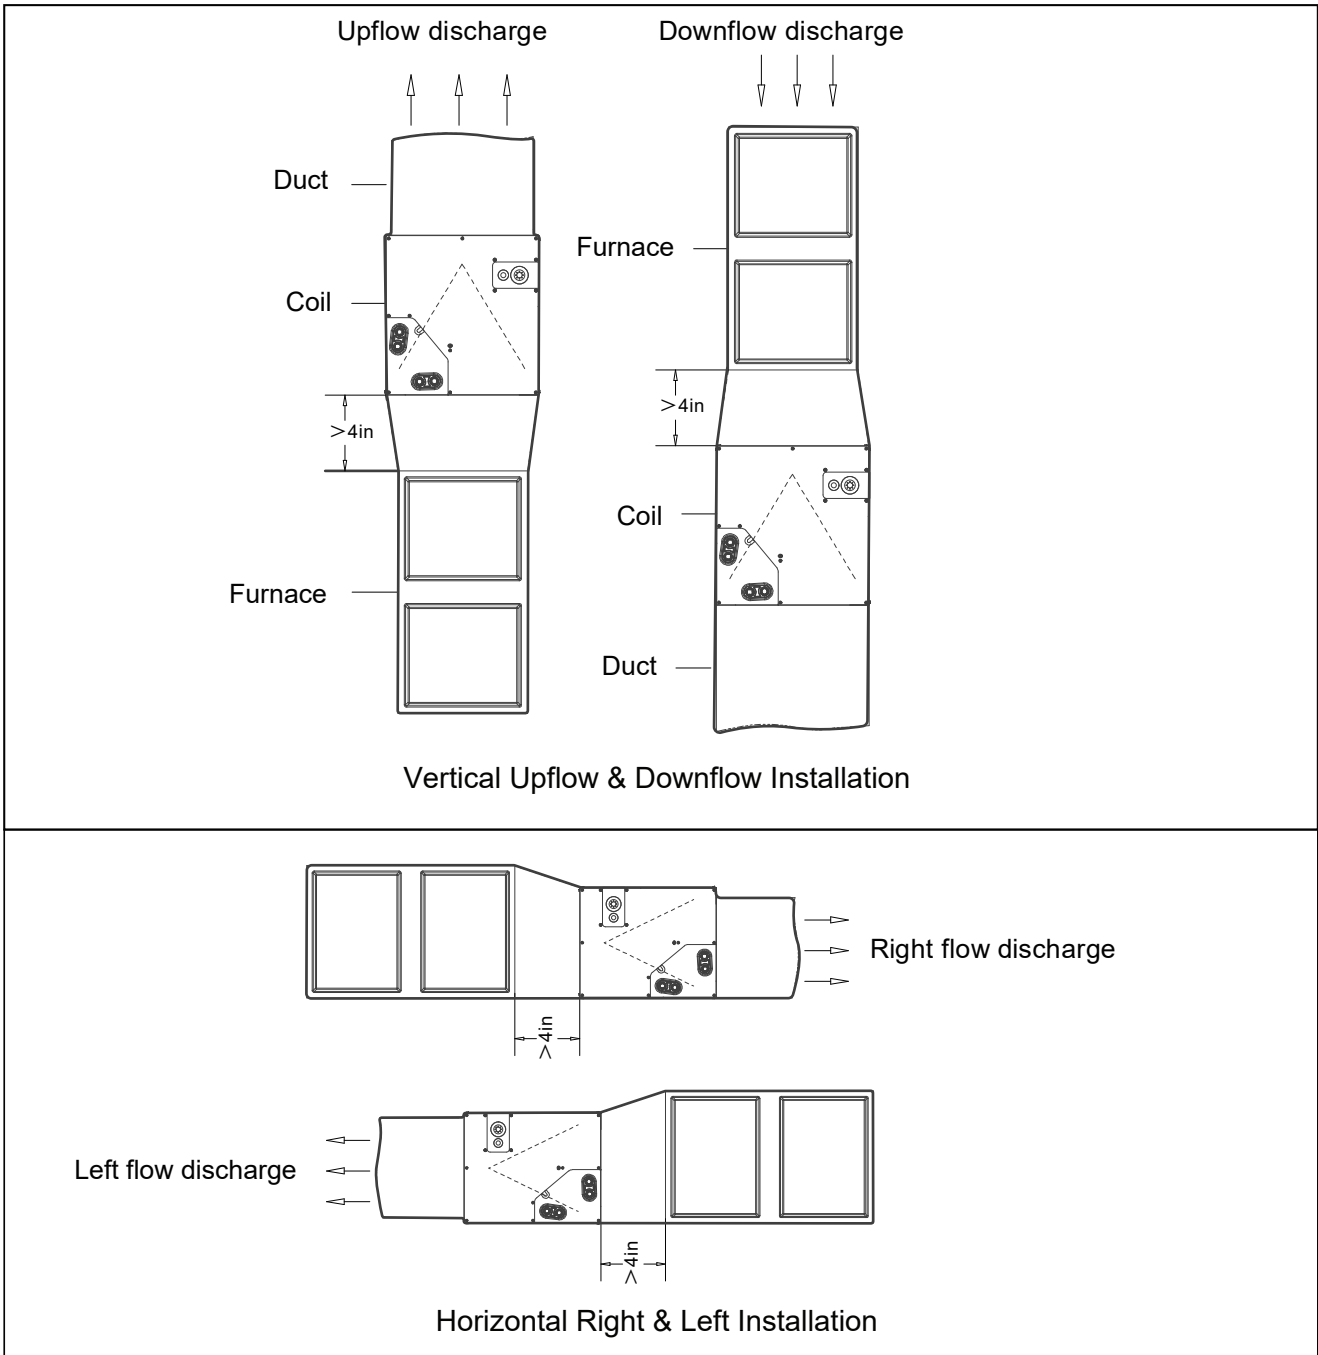 Upflow discharge
Downflow discharge
Duct
Furnace
Coil
>4in
>4in
Coil
Furnace
Duct
Vertical Upflow & Downflow Installation
Right flow discharge
>4in
Left flow discharge
>4in
Horizontal Right & Left Installation